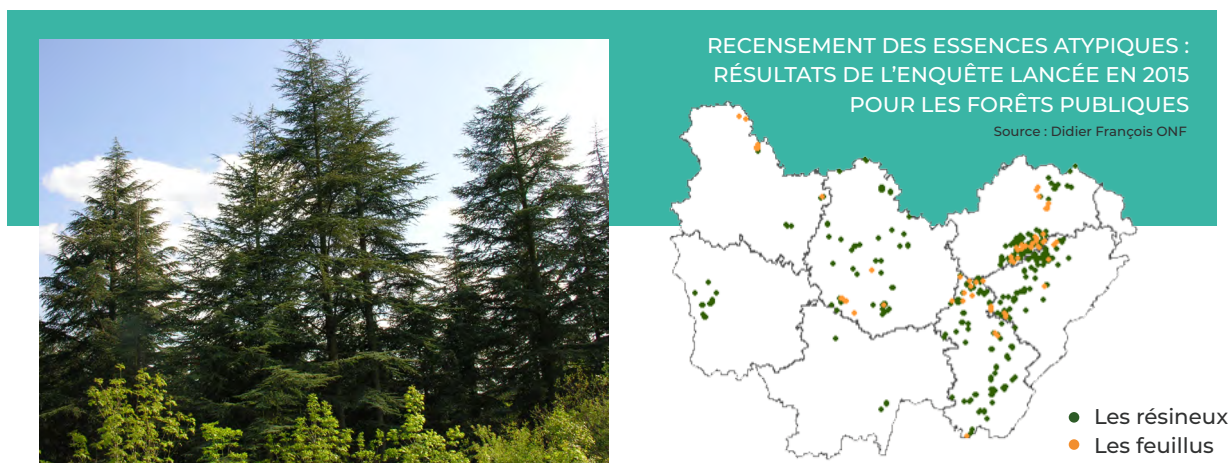 RECENSEMENT DES ESSENCES ATYPIQUES :
RÉSULTATS DE L'ENQUÊTE LANCÉE EN 2015
POUR LES FORÊTS PUBLIQUES
Source : Didier François ONF
Les résineux
Les feuillus